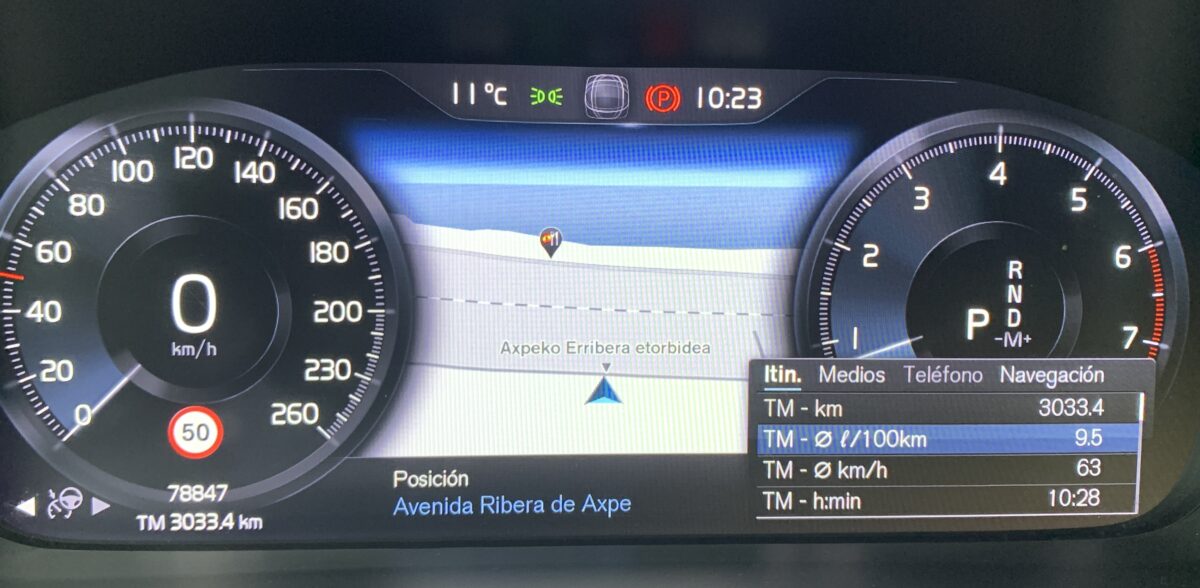 11°C
10:23
0
20
40
60
80
100
120
140
160
180
200
230
260
0
km/h
50
78847
TM 3033.4 km
Axpeko Erribera etorbidea
Posición
Avenida Ribera de Axpe
1
2
3
4
5
6
7
R
N
D
P
-M+
Itin. Medios Teléfono Navegación
TM - km 3033.4
TM - Ø ℓ/100km 9.5
TM - Ø km/h 63
TM - h:min 10:28